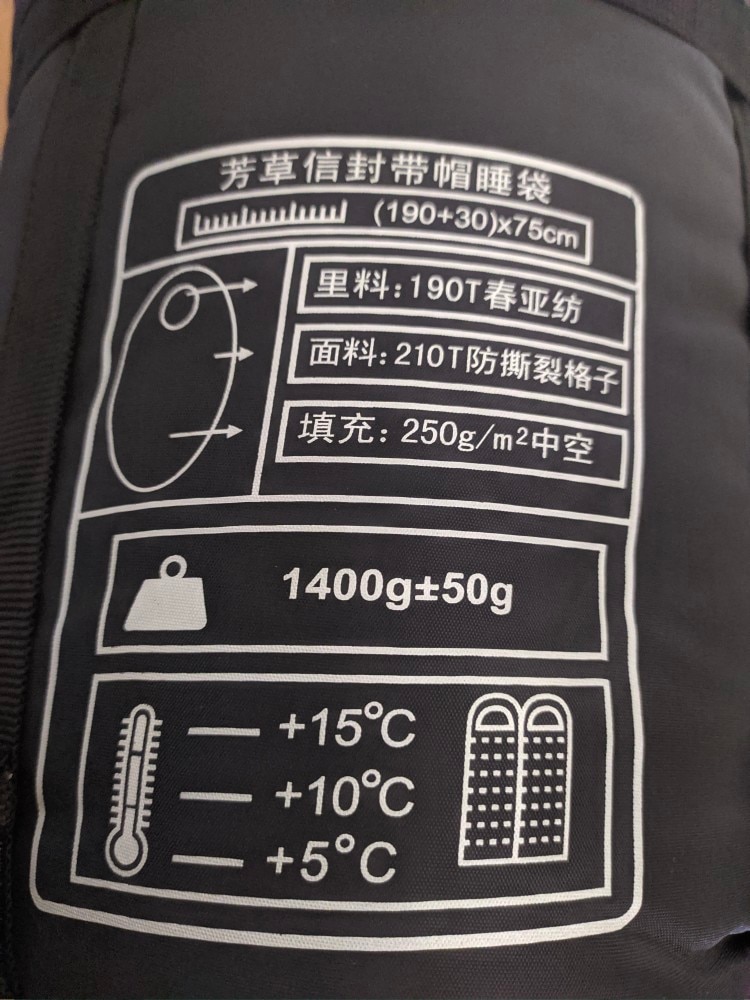 芳草信封带帽睡袋
(190+30)x75cm
里料:190T春亚纺
面料:210T防撕裂格子
填充:250g/m²中空
1400g±50g
+15℃
+10℃
+5℃